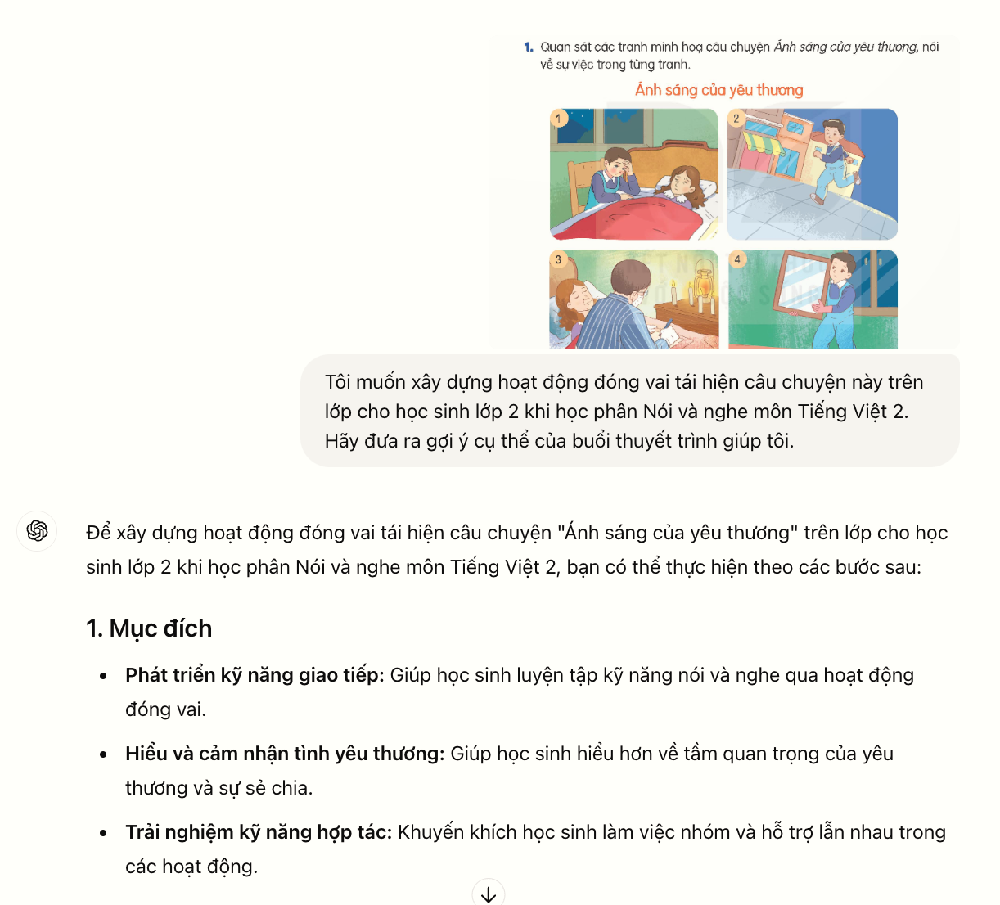 1. Quan sát các tranh minh hoạ câu chuyện Ánh sáng của yêu thương, nói
về sự việc trong từng tranh.
Ánh sáng của yêu thương
1
2
3
4
KẾT NỐI TRI THỨC
VỚI CUỘC SỐNG
Tôi muốn xây dựng hoạt động đóng vai tái hiện câu chuyện này trên
lớp cho học sinh lớp 2 khi học phân Nói và nghe môn Tiếng Việt 2.
Hãy đưa ra gợi ý cụ thể của buổi thuyết trình giúp tôi.
Để xây dựng hoạt động đóng vai tái hiện câu chuyện "Ánh sáng của yêu thương" trên lớp cho học
sinh lớp 2 khi học phân Nói và nghe môn Tiếng Việt 2, bạn có thể thực hiện theo các bước sau:
1. Mục đích
• Phát triển kỹ năng giao tiếp: Giúp học sinh luyện tập kỹ năng nói và nghe qua hoạt động
đóng vai.
• Hiểu và cảm nhận tình yêu thương: Giúp học sinh hiểu hơn về tầm quan trọng của yêu
thương và sự sẻ chia.
• Trải nghiệm kỹ năng hợp tác: Khuyến khích học sinh làm việc nhóm và hỗ trợ lẫn nhau trong
các hoạt động.